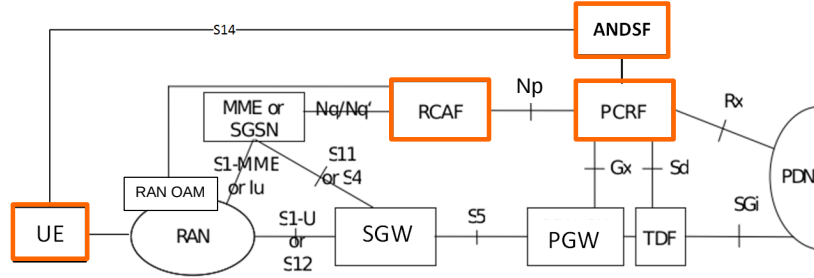 ANDSF
S14
Np
Rx
MME or
SGSN
Nq/Nq'
RCAF
PCRF
S1-MME
or Iu
S11
or S4
Gx
Sd
PDN
RAN OAM
SGi
UE
RAN
S1-U
or
S12
SGW
S5
PGW
TDF